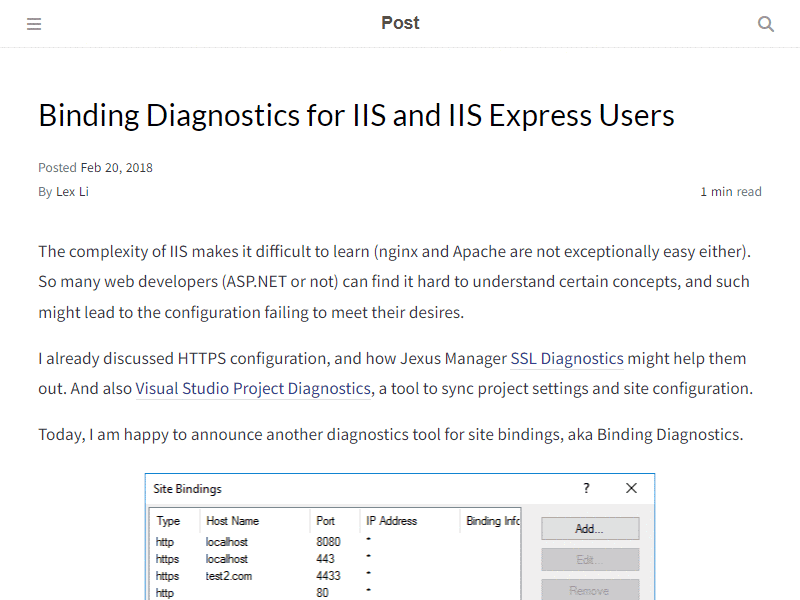 Post
Binding Diagnostics for IIS and IIS Express Users
Posted Feb 20, 2018
By Lex Li
1 min read
The complexity of IIS makes it difficult to learn (nginx and Apache are not exceptionally easy either).
So many web developers (ASP.NET or not) can find it hard to understand certain concepts, and such
might lead to the configuration failing to meet their desires.
I already discussed HTTPS configuration, and how Jexus Manager SSL Diagnostics might help them
out. And also Visual Studio Project Diagnostics, a tool to sync project settings and site configuration.
Today, I am happy to announce another diagnostics tool for site bindings, aka Binding Diagnostics.
Site Bindings ?
Type Host Name Port IP Address Binding Info
http localhost 8080 *
https localhost 443 *
https test2.com 4433 *
http 80 *
Add...
Edit...
Remove